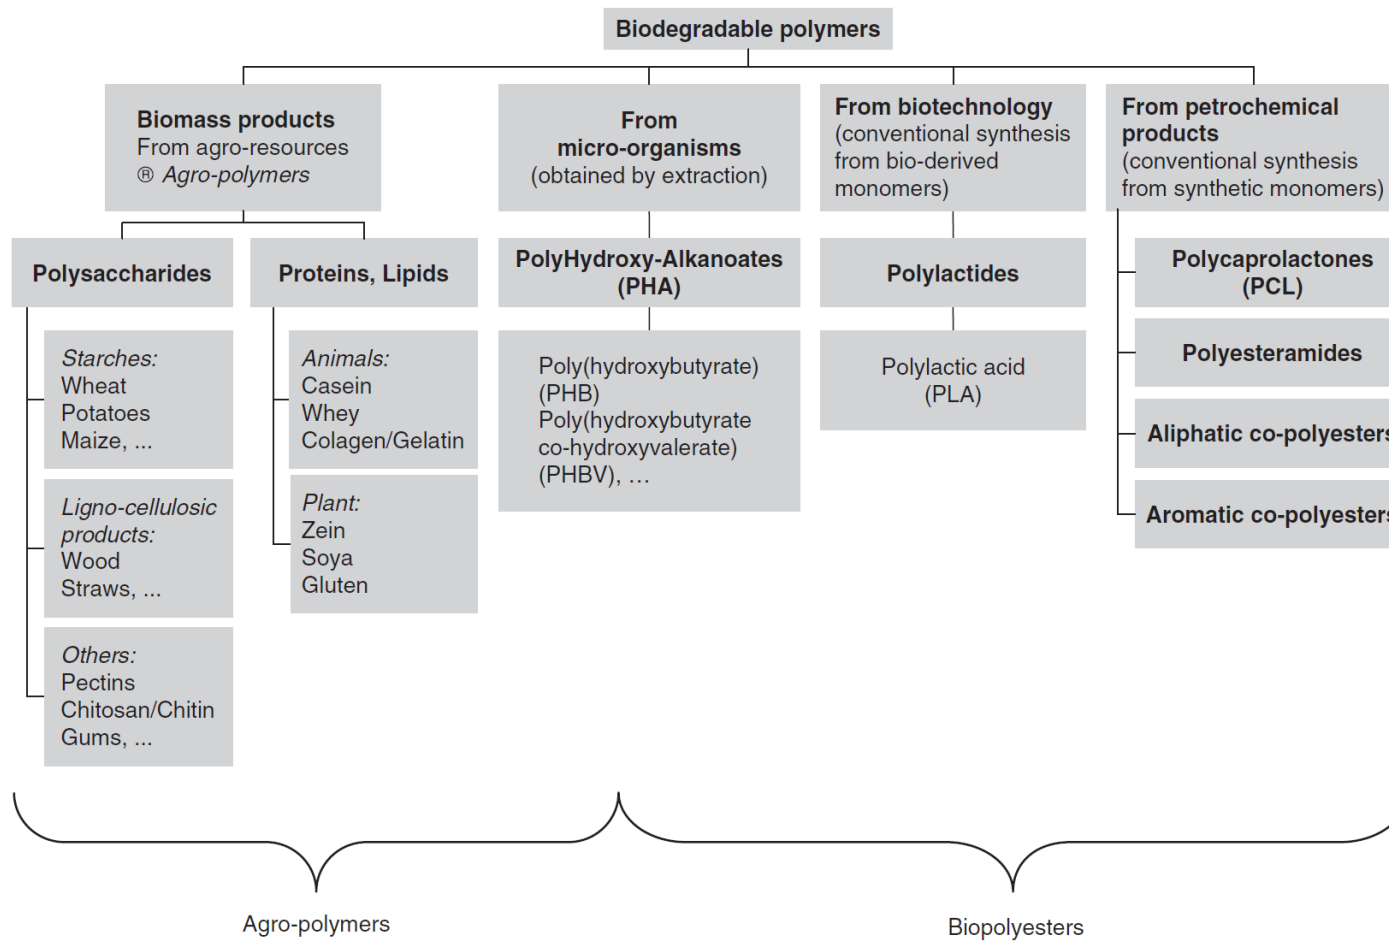 Biodegradable polymers
Biomass products
From agro-resources
® Agro-polymers
From
micro-organisms
(obtained by extraction)
From biotechnology
(conventional synthesis
from bio-derived
monomers)
From petrochemical
products
(conventional synthesis
from synthetic monomers)
Polysaccharides
Proteins, Lipids
PolyHydroxy-Alkanoates
(PHA)
Polylactides
Polycaprolactones
(PCL)
Starches:
Wheat
Potatoes
Maize, ...
Ligno-cellulosic
products:
Wood
Straws, ...
Others:
Pectins
Chitosan/Chitin
Gums, ...
Animals:
Casein
Whey
Colagen/Gelatin
Plant:
Zein
Soya
Gluten
Poly(hydroxybutyrate)
(PHB)
Poly(hydroxybutyrate
co-hydroxyvalerate)
(PHBV), ...
Polylactic acid
(PLA)
Polyesteramides
Aliphatic co-polyesters
Aromatic co-polyesters
Agro-polymers
Biopolyesters